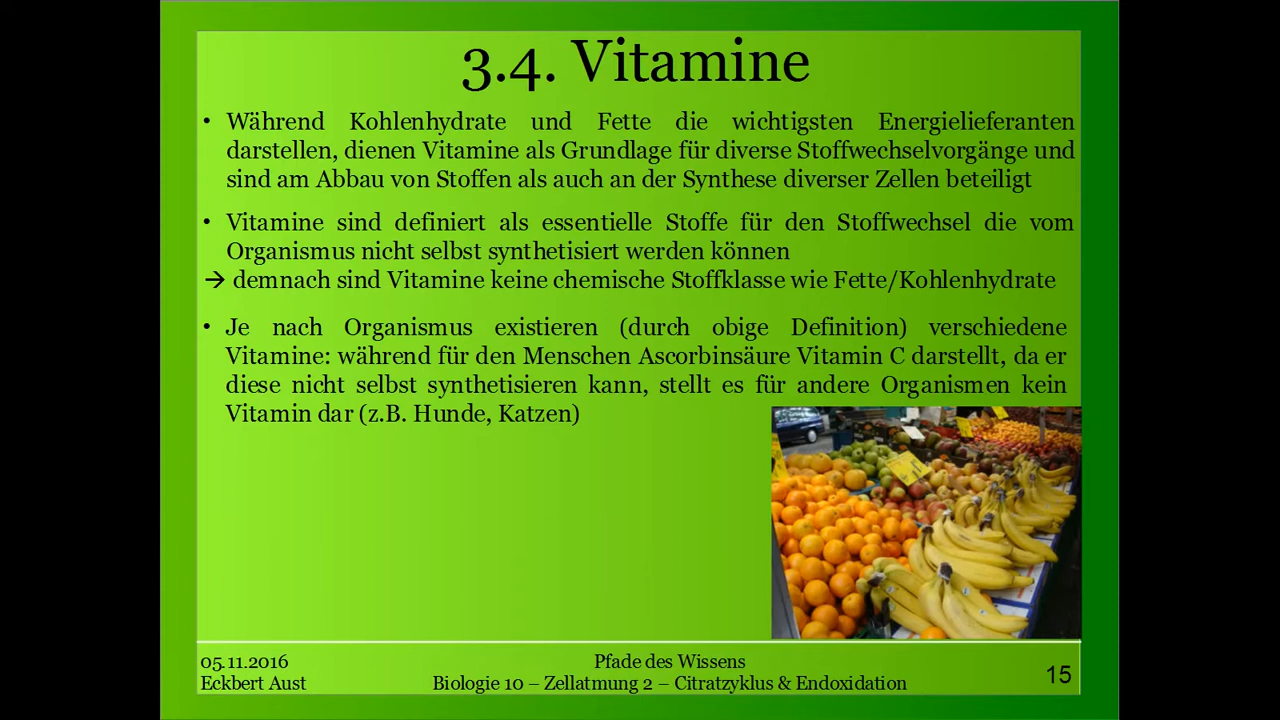 3.4. Vitamine
• Während Kohlenhydrate und Fette die wichtigsten Energielieferanten
darstellen, dienen Vitamine als Grundlage für diverse Stoffwechselvorgänge und
sind am Abbau von Stoffen als auch an der Synthese diverser Zellen beteiligt
• Vitamine sind definiert als essentielle Stoffe für den Stoffwechsel die vom
Organismus nicht selbst synthetisiert werden können
→ demnach sind Vitamine keine chemische Stoffklasse wie Fette/Kohlenhydrate
• Je nach Organismus existieren (durch obige Definition) verschiedene
Vitamine: während für den Menschen Ascorbinsäure Vitamin C darstellt, da er
diese nicht selbst synthetisieren kann, stellt es für andere Organismen kein
Vitamin dar (z.B. Hunde, Katzen)
05.11.2016
Eckbert Aust
Pfade des Wissens
Biologie 10 – Zellatmung 2 – Citratzyklus & Endoxidation
15